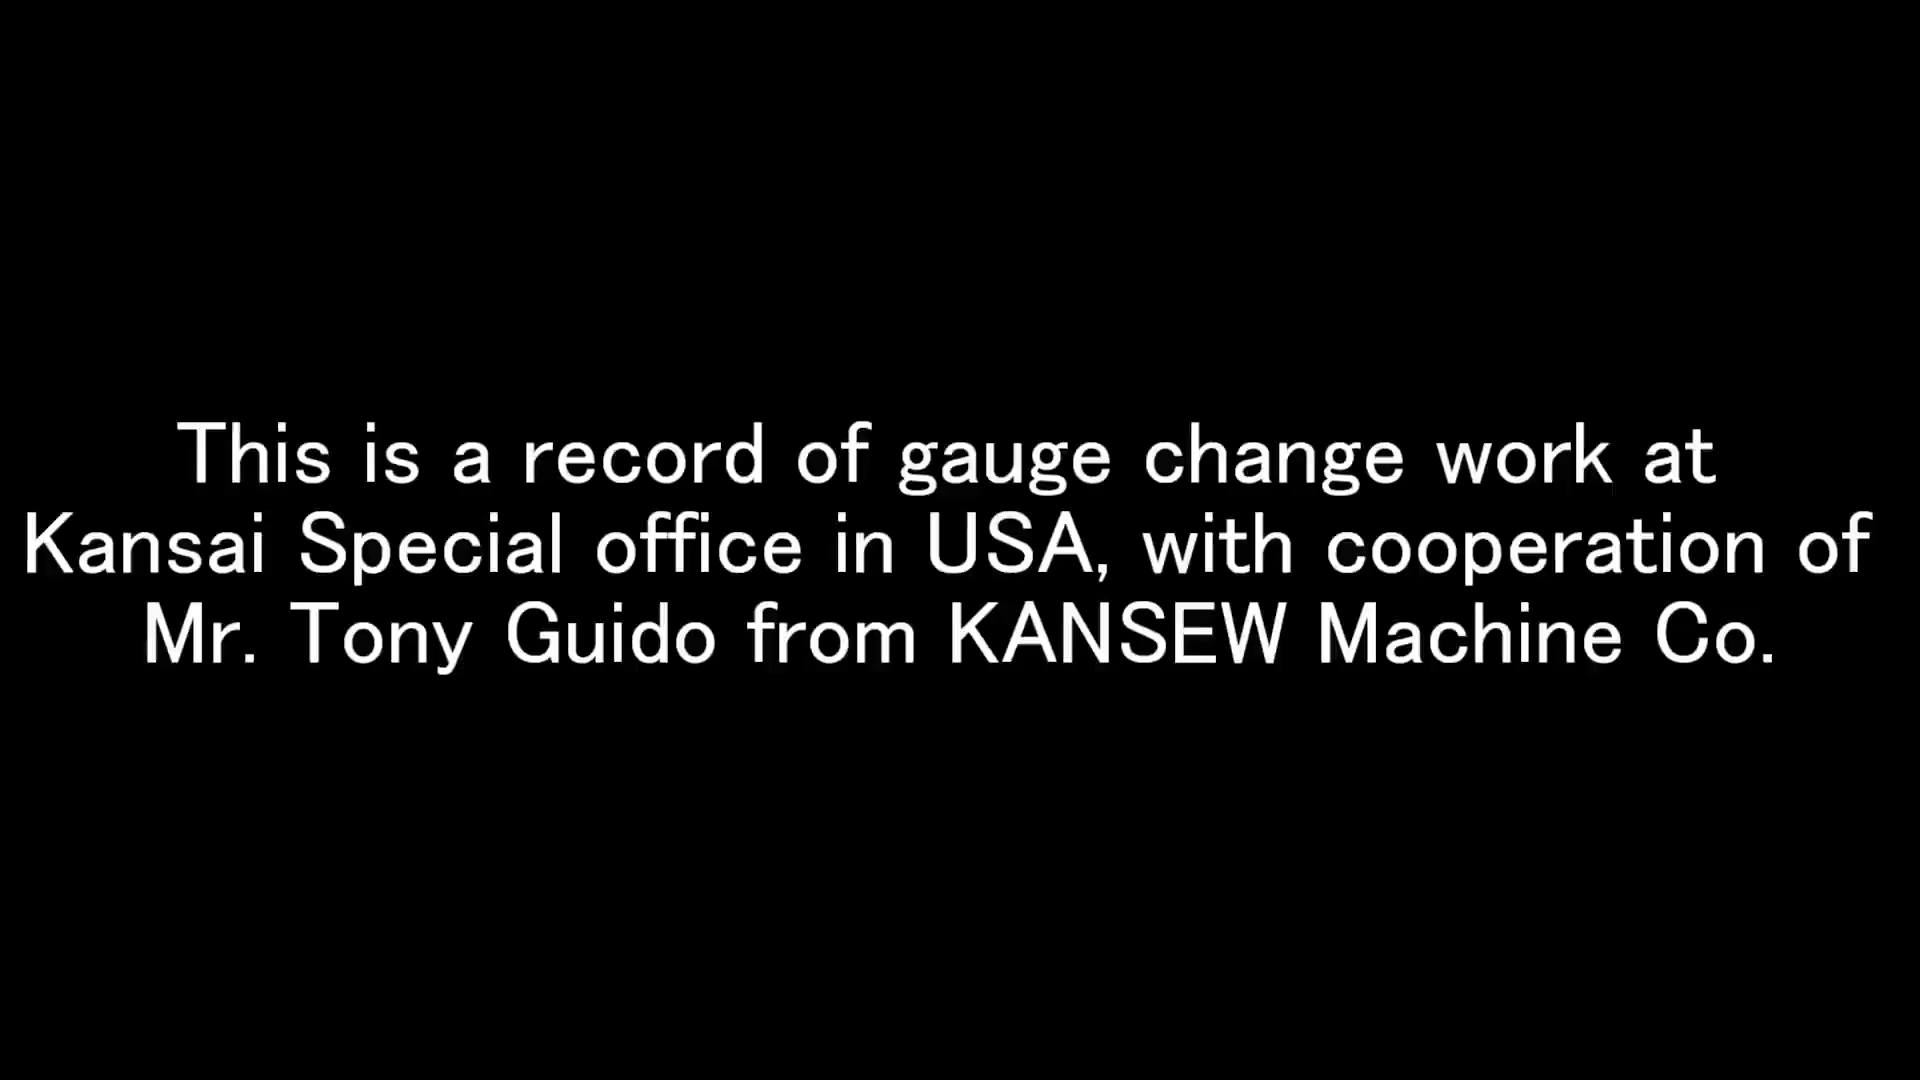 This is a record of gauge change work at
Kansai Special office in USA, with cooperation of
Mr. Tony Guido from KANSEW Machine Co.